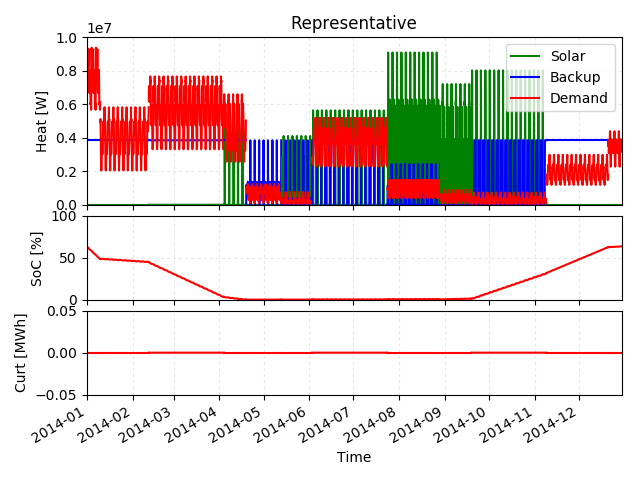 Representative
1e7
1.0
0.8
0.6
0.4
0.2
0.0
Heat [W]
Solar
Backup
Demand
100
50
0
SoC [%]
0.05
0.00
−0.05
Curt [MWh]
2014-01
2014-02
2014-03
2014-04
2014-05
2014-06
2014-07
2014-08
2014-09
2014-10
2014-11
2014-12
Time